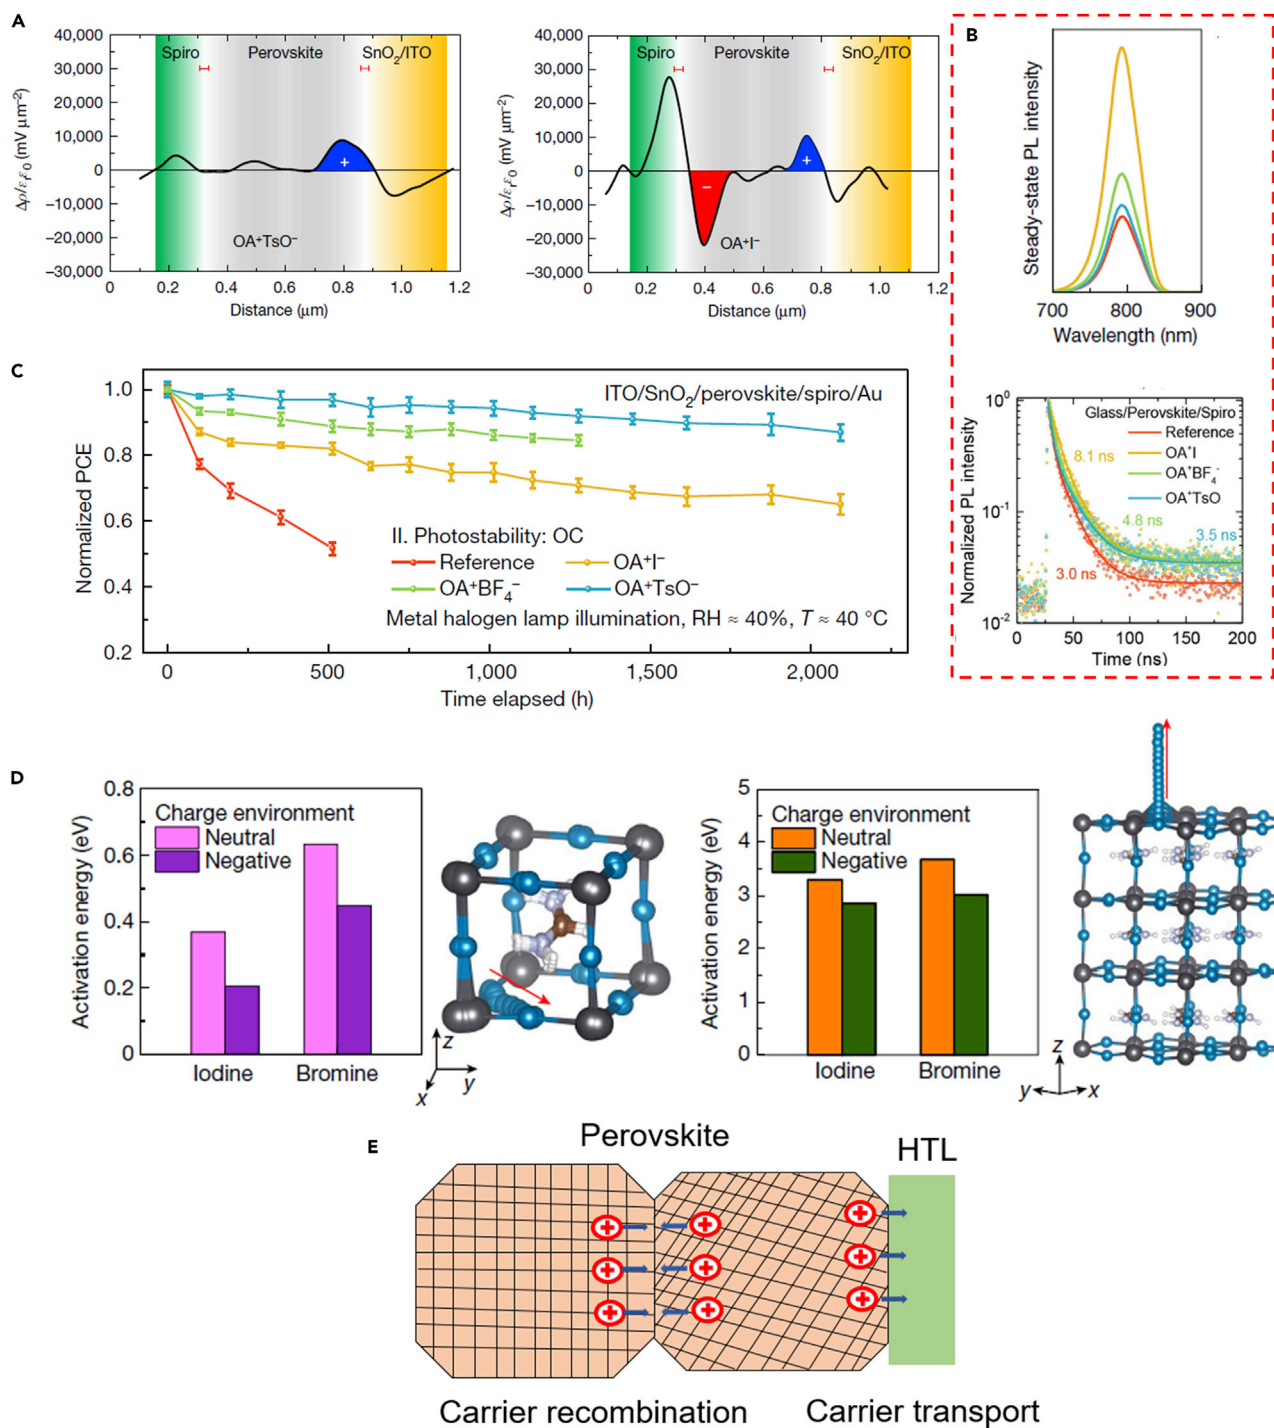 A
40,000
30,000
20,000
10,000
0
−10,000
−20,000
−30,000
Δρ/εrε0 (mV μm−2)
Spiro
Perovskite
SnO2/ITO
+
OA+TsO−
0 0.2 0.4 0.6 0.8 1.0 1.2
Distance (μm)
40,000
30,000
20,000
10,000
0
−10,000
−20,000
−30,000
Δρ/εrε0 (mV μm−2)
Spiro
Perovskite
SnO2/ITO
−
+
OA+I−
0 0.2 0.4 0.6 0.8 1.0 1.2
Distance (μm)
B
Steady-state PL intensity
700 800 900
Wavelength (nm)
Normalized PL intensity
10^0
10^-1
10^-2
Glass/Perovskite/Spiro
Reference
OA+I
OA+BF4−
OA+TsO
8.1 ns
4.8 ns
3.5 ns
3.0 ns
0 50 100 150 200
Time (ns)
C
Normalized PCE
1.0
0.8
0.6
0.4
0.2
ITO/SnO2/perovskite/spiro/Au
II. Photostability: OC
Reference
OA+I−
OA+BF4−
OA+TsO−
Metal halogen lamp illumination, RH ≈ 40%, T ≈ 40 °C
0 500 1,000 1,500 2,000
Time elapsed (h)
D
Activation energy (eV)
0.8
0.6
0.4
0.2
0
Charge environment
Neutral
Negative
Iodine Bromine
z
y
x
Activation energy (eV)
5
4
3
2
1
0
Charge environment
Neutral
Negative
Iodine Bromine
z
y x
E
Perovskite
HTL
+ + +
+ + +
+ + +
Carrier recombination
Carrier transport